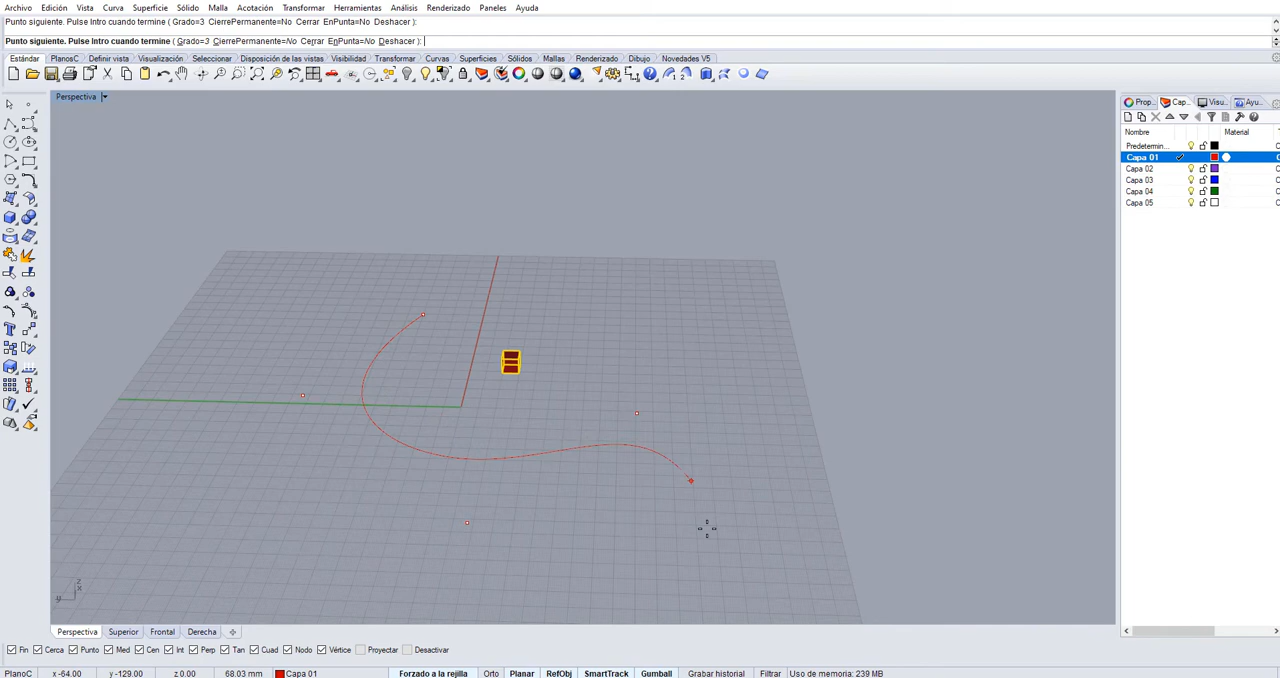 Archivo Edición Vista Curva Superficie Sólido Malla Acotación Transformar Herramientas Análisis Renderizado Paneles Ayuda
Punto siguiente. Pulse Intro cuando termine ( Grado=3 CierrePermanente=No Cerrar EnPunta=No Deshacer ):
Punto siguiente. Pulse Intro cuando termine ( Grado=3 CierrePermanente=No Cerrar EnPunta=No Deshacer ):
Estándar PlanosC Definir vista Visualización Seleccionar Disposición de las vistas Visibilidad Transformar Curvas Superficies Sólidos Mallas Renderizado Dibujo Novedades V5
Perspectiva
Prop... Cap... Visu... Ayu...
Nombre Material
Predetermin...
Capa 01
Capa 02
Capa 03
Capa 04
Capa 05
z
x
y
Perspectiva Superior Frontal Derecha
Fin Cerca Punto Med Cen Int Perp Tan Cuad Nodo Vértice Proyectar Desactivar
PlanoC x -64.00 y -129.00 z 0.00 68.03 mm Capa 01 Forzado a la rejilla Orto Planar RefObj SmartTrack Gumball Grabar historial Filtrar Uso de memoria: 239 MB